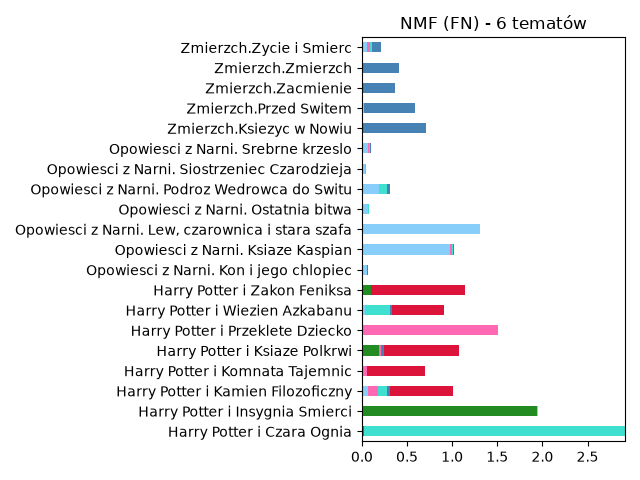 NMF (FN) - 6 tematów
Zmierzch.Zycie i Smierc
Zmierzch.Zmierzch
Zmierzch.Zacmienie
Zmierzch.Przed Switem
Zmierzch.Ksiezyc w Nowiu
Opowiesci z Narni. Srebrne krzeslo
Opowiesci z Narni. Siostrzeniec Czarodzieja
Opowiesci z Narni. Podroz Wedrowca do Switu
Opowiesci z Narni. Ostatnia bitwa
Opowiesci z Narni. Lew, czarownica i stara szafa
Opowiesci z Narni. Ksiaze Kaspian
Opowiesci z Narni. Kon i jego chlopiec
Harry Potter i Zakon Feniksa
Harry Potter i Wiezien Azkabanu
Harry Potter i Przeklete Dziecko
Harry Potter i Ksiaze Polkrwi
Harry Potter i Komnata Tajemnic
Harry Potter i Kamien Filozoficzny
Harry Potter i Insygnia Smierci
Harry Potter i Czara Ognia
0.0 0.5 1.0 1.5 2.0 2.5